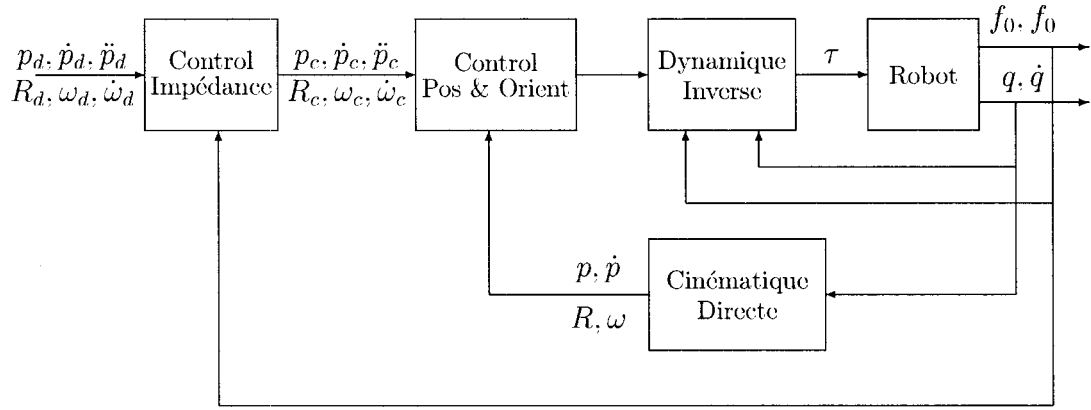 p_d, ṗ_d, p̈_d
R_d, ω_d, ω̇_d
Control
Impédance
p_c, ṗ_c, p̈_c
R_c, ω_c, ω̇_c
Control
Pos & Orient
Dynamique
Inverse
τ
Robot
f_0, f_0
q, q̇
p, ṗ
R, ω
Cinématique
Directe